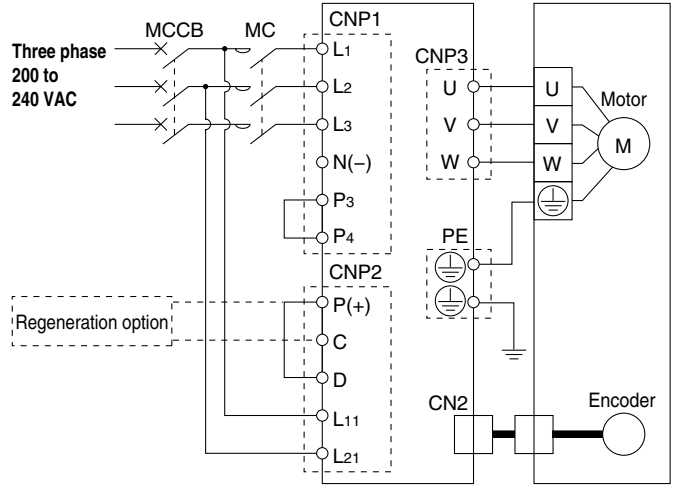 CNP1
MCCB MC
Three phase
200 to
240 VAC
L1
L2
L3
N(−)
P3
P4
CNP3
U
V
W
U
V
W
Motor
M
PE
CNP2
P(+)
C
D
L11
L21
Regeneration option
CN2
Encoder